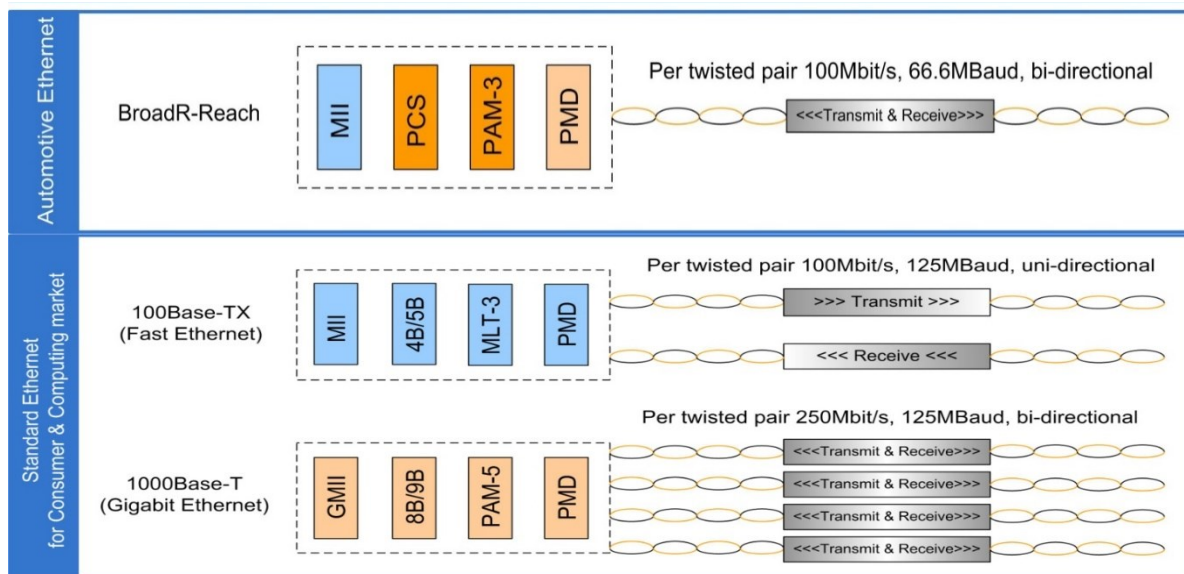 Automotive Ethernet
BroadR-Reach
MII
PCS
PAM-3
PMD
Per twisted pair 100Mbit/s, 66.6MBaud, bi-directional
<<<Transmit & Receive>>>
Standard Ethernet
for Consumer & Computing market
100Base-TX
(Fast Ethernet)
MII
4B/5B
MLT-3
PMD
Per twisted pair 100Mbit/s, 125MBaud, uni-directional
>>> Transmit >>>
<<< Receive <<<
1000Base-T
(Gigabit Ethernet)
GMII
8B/9B
PAM-5
PMD
Per twisted pair 250Mbit/s, 125MBaud, bi-directional
<<<Transmit & Receive>>>
<<<Transmit & Receive>>>
<<<Transmit & Receive>>>
<<<Transmit & Receive>>>